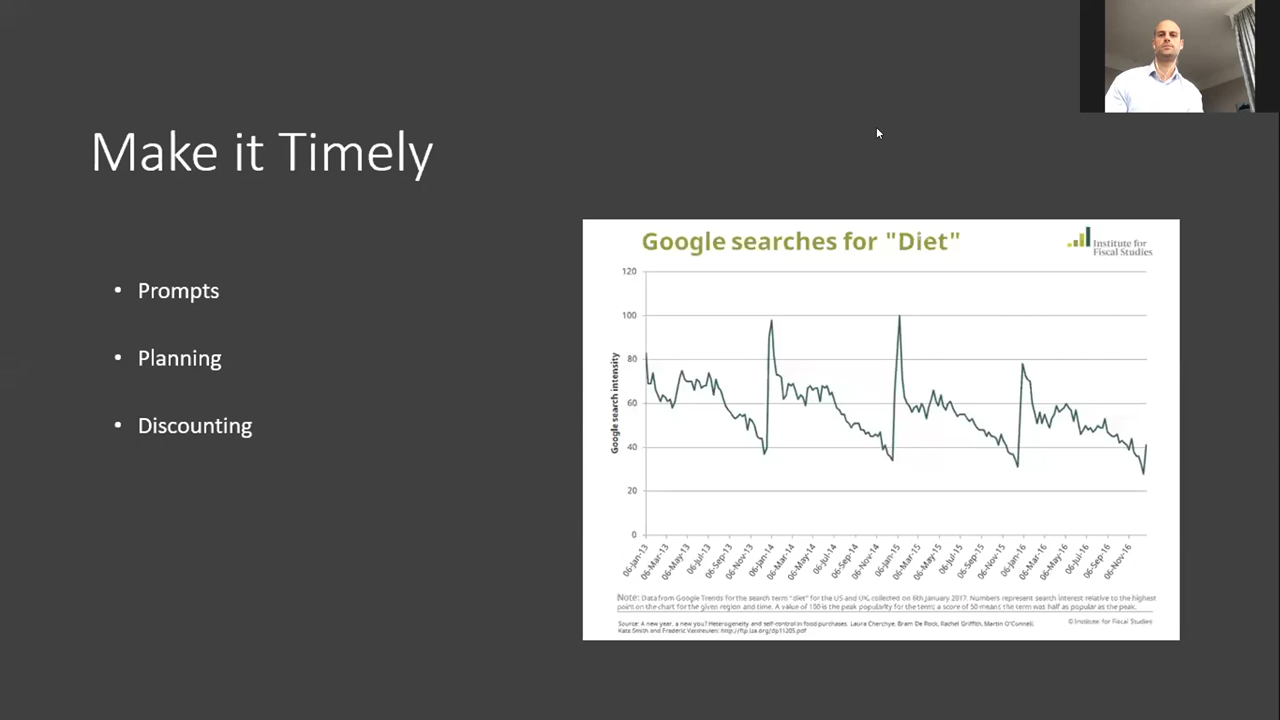 Make it Timely
• Prompts
• Planning
• Discounting
Google searches for "Diet"
Institute for
Fiscal Studies
Google search intensity
120
100
80
60
40
20
0
06-Jan-13
06-Mar-13
06-May-13
06-Jul-13
06-Sep-13
06-Nov-13
06-Jan-14
06-Mar-14
06-May-14
06-Jul-14
06-Sep-14
06-Nov-14
06-Jan-15
06-Mar-15
06-May-15
06-Jul-15
06-Sep-15
06-Nov-15
06-Jan-16
06-Mar-16
06-May-16
06-Jul-16
06-Sep-16
06-Nov-16
Note: Data from Google Trends for the search term "diet" for the US and UK, collected on 6th January 2017. Numbers represent search interest relative to the highest
point on the chart for the given region and time. A value of 100 is the peak popularity for the term; a score of 50 means the term was half as popular as the peak.
Source: A new year, a new you? Heterogeneity and self-control in food purchases. Laura Cherchye, Bram De Rock, Rachel Griffith, Martin O'Connell,
Kate Smith and Frederic Vermeulen: http://ftp.iza.org/dp11205.pdf
© Institute for Fiscal Studies